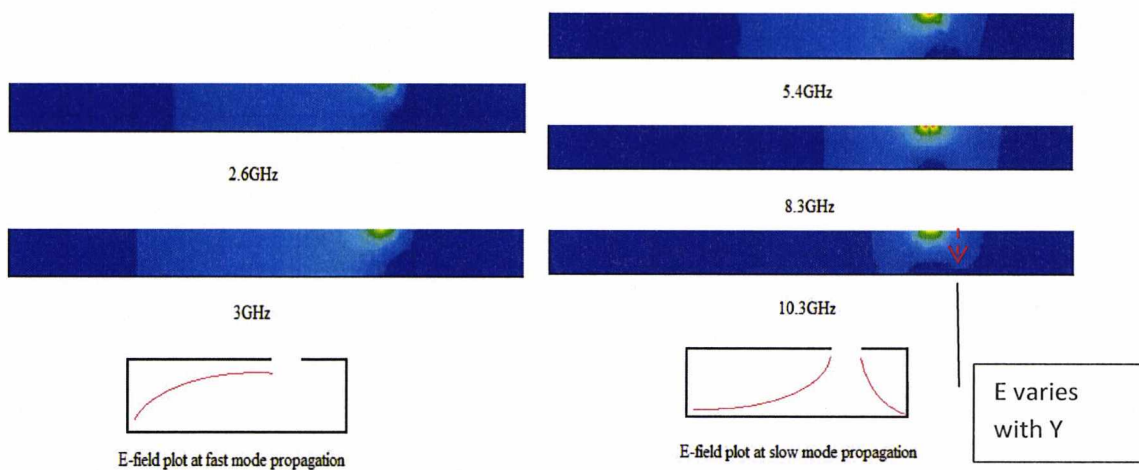 2.6GHz
3GHz
E-field plot at fast mode propagation
5.4GHz
8.3GHz
10.3GHz
E-field plot at slow mode propagation
E varies
with Y